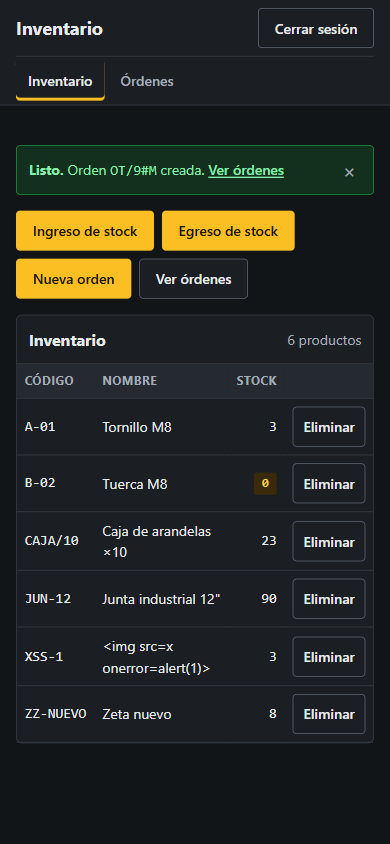 Inventario
Cerrar sesión
Inventario
Órdenes
Listo. Orden OT/9#M creada. Ver órdenes ×
Ingreso de stock
Egreso de stock
Nueva orden
Ver órdenes
Inventario
6 productos
CÓDIGO NOMBRE STOCK
A-01 Tornillo M8 3 Eliminar
B-02 Tuerca M8 0 Eliminar
CAJA/10 Caja de arandelas
×10 23 Eliminar
JUN-12 Junta industrial 12" 90 Eliminar
XSS-1 <img src=x
onerror=alert(1)> 3 Eliminar
ZZ-NUEVO Zeta nuevo 8 Eliminar